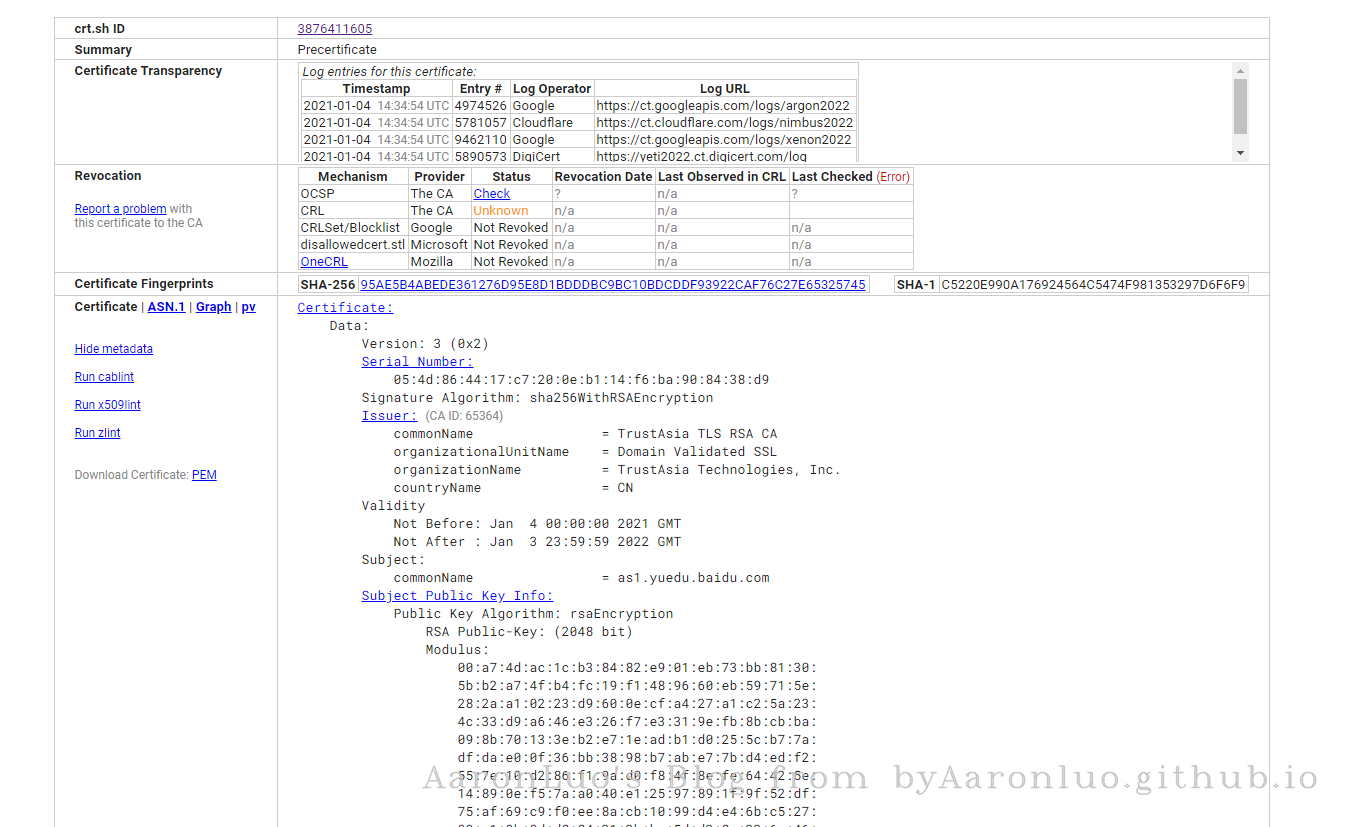 crt.sh ID 3876411605
Summary Precertificate
Certificate Transparency
Log entries for this certificate:
Timestamp Entry # Log Operator Log URL
2021-01-04 14:34:54 UTC 4974526 Google https://ct.googleapis.com/logs/argon2022
2021-01-04 14:34:54 UTC 5781057 Cloudflare https://ct.cloudflare.com/logs/nimbus2022
2021-01-04 14:34:54 UTC 9462110 Google https://ct.googleapis.com/logs/xenon2022
2021-01-04 14:34:54 UTC 5890573 DigiCert https://yeti2022.ct.digicert.com/log
Revocation
Report a problem with
this certificate to the CA
Mechanism Provider Status Revocation Date Last Observed in CRL Last Checked (Error)
OCSP The CA Check ? n/a ?
CRL The CA Unknown n/a n/a
CRLSet/Blocklist Google Not Revoked n/a n/a n/a
disallowedcert.stl Microsoft Not Revoked n/a n/a n/a
OneCRL Mozilla Not Revoked n/a n/a n/a
Certificate Fingerprints SHA-256 95AE5B4ABEDE361276D95E8D1BDDDBC9BC10BDCDDF93922CAF76C27E65325745 SHA-1 C5220E990A176924564C5474F981353297D6F6F9
Certificate | ASN.1 | Graph | pv
Hide metadata
Run cablint
Run x509lint
Run zlint
Download Certificate: PEM
Certificate:
Data:
Version: 3 (0x2)
Serial Number:
05:4d:86:44:17:c7:20:0e:b1:14:f6:ba:90:84:38:d9
Signature Algorithm: sha256WithRSAEncryption
Issuer: (CA ID: 65364)
commonName = TrustAsia TLS RSA CA
organizationalUnitName = Domain Validated SSL
organizationName = TrustAsia Technologies, Inc.
countryName = CN
Validity
Not Before: Jan 4 00:00:00 2021 GMT
Not After : Jan 3 23:59:59 2022 GMT
Subject:
commonName = as1.yuedu.baidu.com
Subject Public Key Info:
Public Key Algorithm: rsaEncryption
RSA Public-Key: (2048 bit)
Modulus:
00:a7:4d:ac:1c:b3:84:82:e9:01:eb:73:bb:81:30:
5b:b2:a7:4f:b4:fc:19:f1:48:96:60:eb:59:71:5e:
28:2a:a1:02:23:d9:60:0e:cf:a4:27:a1:c2:5a:23:
4c:33:d9:a6:46:e3:26:f7:e3:31:9e:fb:8b:cb:ba:
09:8b:70:13:3e:b2:e7:1e:ad:b1:d0:25:5c:b7:7a:
df:da:e0:0f:36:bb:38:98:b7:ab:e7:7b:d4:ed:f2:
AaronLuo's Blog from byAaronluo.github.io
14:89:0e:f5:7a:a0:40:e1:25:97:89:1f:9f:52:df:
75:af:69:c9:f0:ee:8a:cb:10:99:d4:e4:6b:c5:27: